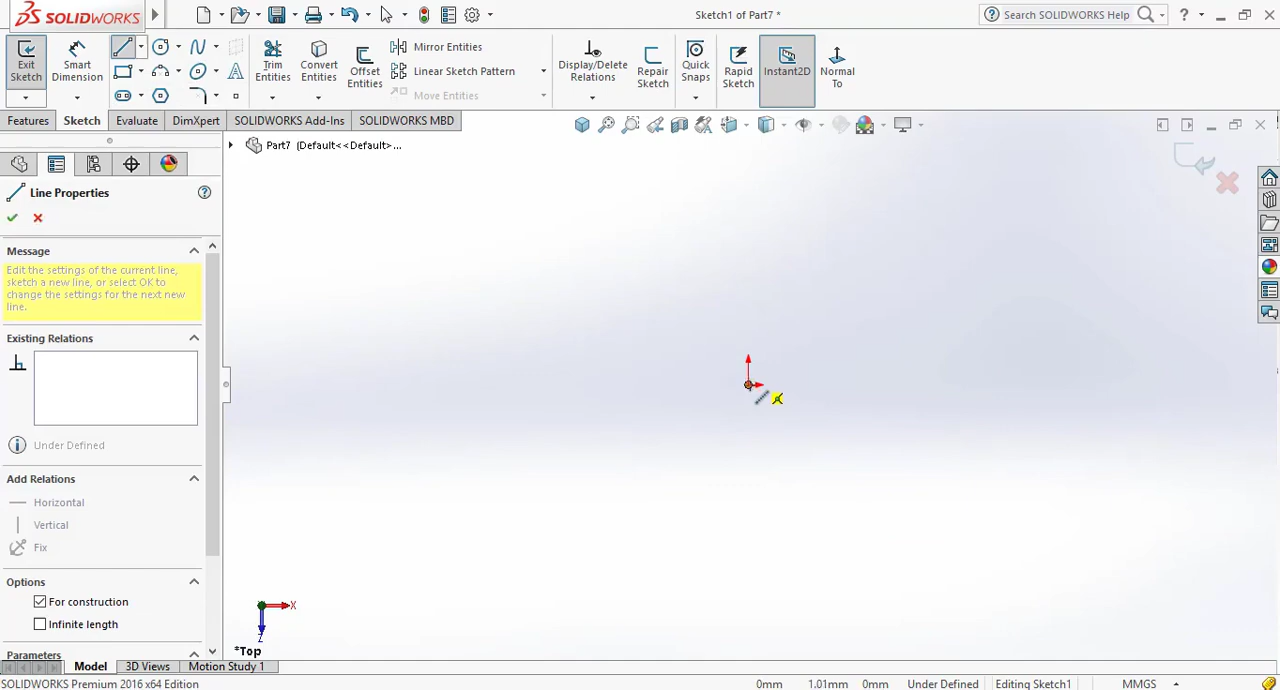 SOLIDWORKS
Sketch1 of Part7 *
Search SOLIDWORKS Help
?
Exit Sketch
Smart Dimension
Trim Entities
Convert Entities
Offset Entities
Mirror Entities
Linear Sketch Pattern
Move Entities
Display/Delete Relations
Repair Sketch
Quick Snaps
Rapid Sketch
Instant2D
Normal To
Features
Sketch
Evaluate
DimXpert
SOLIDWORKS Add-Ins
SOLIDWORKS MBD
Part7 (Default<<Default>...
Line Properties
?
Message
Edit the settings of the current line,
sketch a new line, or select OK to
change the settings for the next new
line.
Existing Relations
Under Defined
Add Relations
Horizontal
Vertical
Fix
Options
For construction
Infinite length
Parameters
X
Z
*Top
Model
3D Views
Motion Study 1
SOLIDWORKS Premium 2016 x64 Edition
0mm
1.01mm
0mm
Under Defined
Editing Sketch1
MMGS